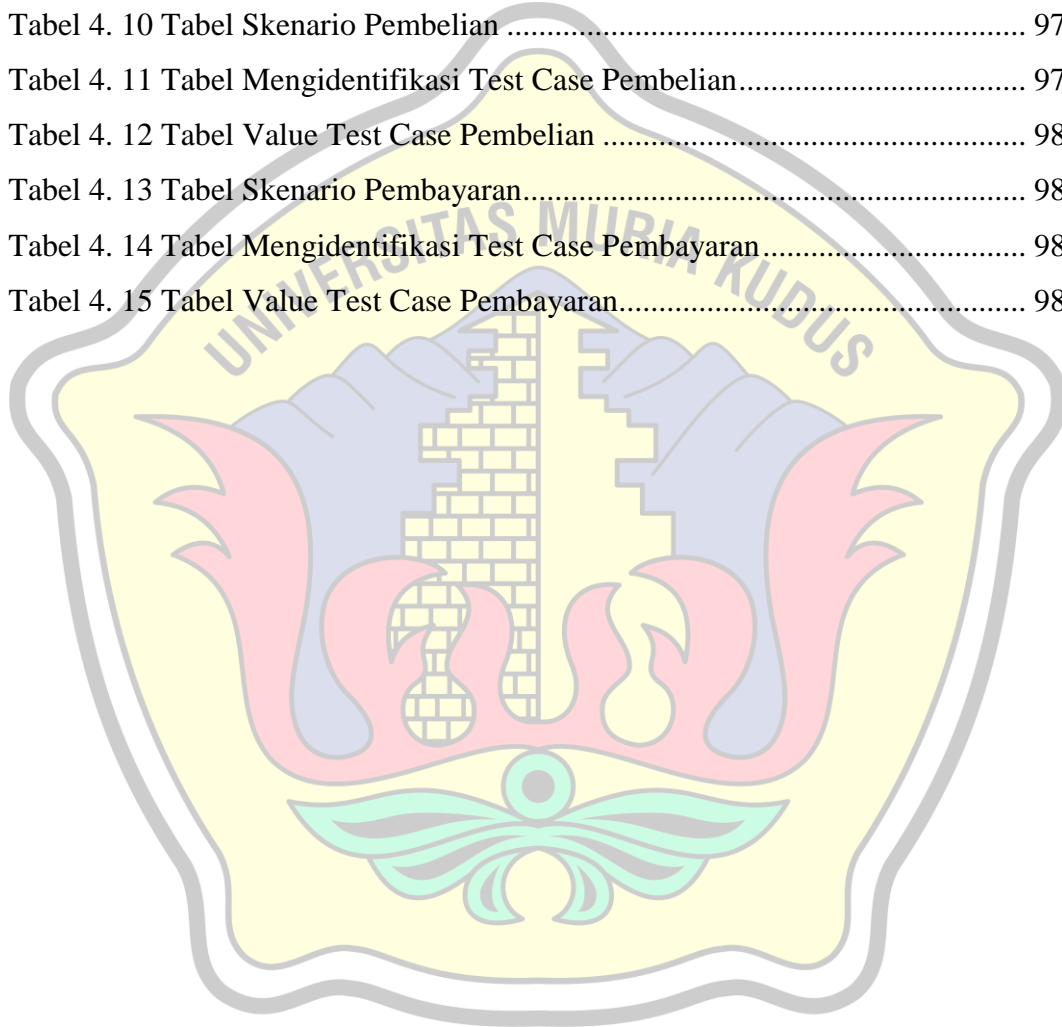 Tabel 4. 10 Tabel Skenario Pembelian ................................................................ 97
Tabel 4. 11 Tabel Mengidentifikasi Test Case Pembelian................................... 97
Tabel 4. 12 Tabel Value Test Case Pembelian .................................................... 98
Tabel 4. 13 Tabel Skenario Pembayaran.............................................................. 98
Tabel 4. 14 Tabel Mengidentifikasi Test Case Pembayaran ................................ 98
Tabel 4. 15 Tabel Value Test Case Pembayaran.................................................. 98
UNIVERSITAS MURIA KUDUS